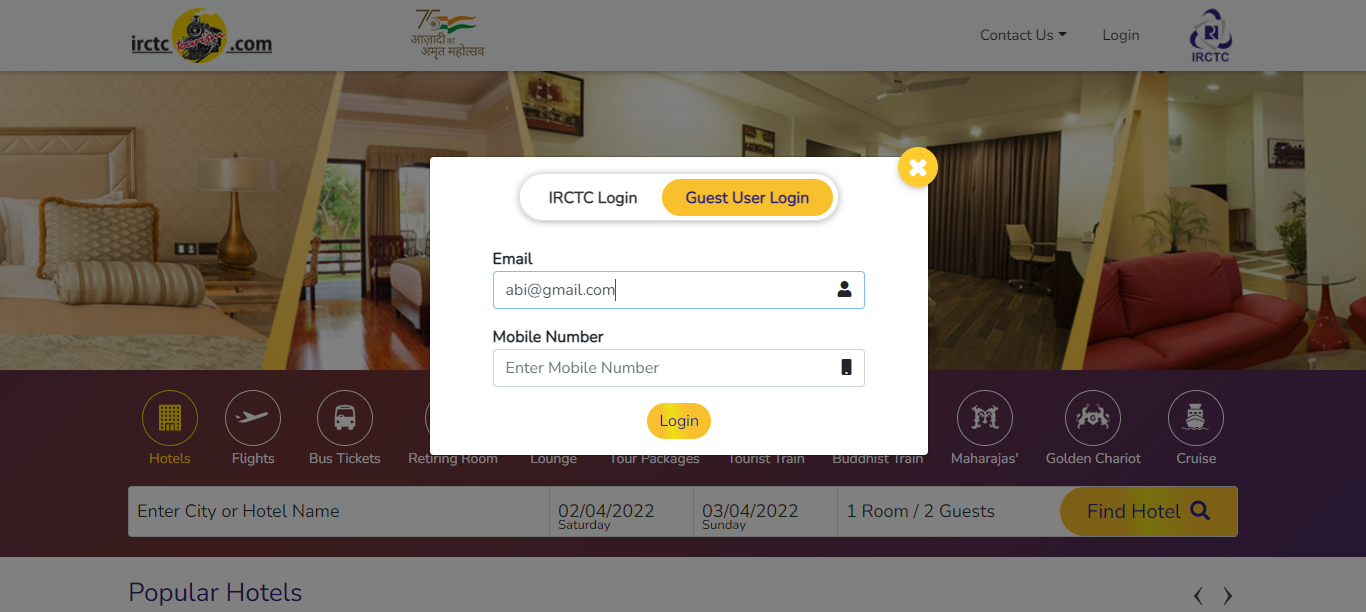 irctc tourism .com
75
आज़ादी का
अमृत महोत्सव
Contact Us
Login
IRCTC
IRCTC Login
Guest User Login
Email
abi@gmail.com
Mobile Number
Enter Mobile Number
Login
Hotels
Flights
Bus Tickets
Retiring Room
Lounge
Tour Packages
Tourist Train
Buddhist Train
Maharajas'
Golden Chariot
Cruise
Enter City or Hotel Name
02/04/2022
Saturday
03/04/2022
Sunday
1 Room / 2 Guests
Find Hotel
Popular Hotels